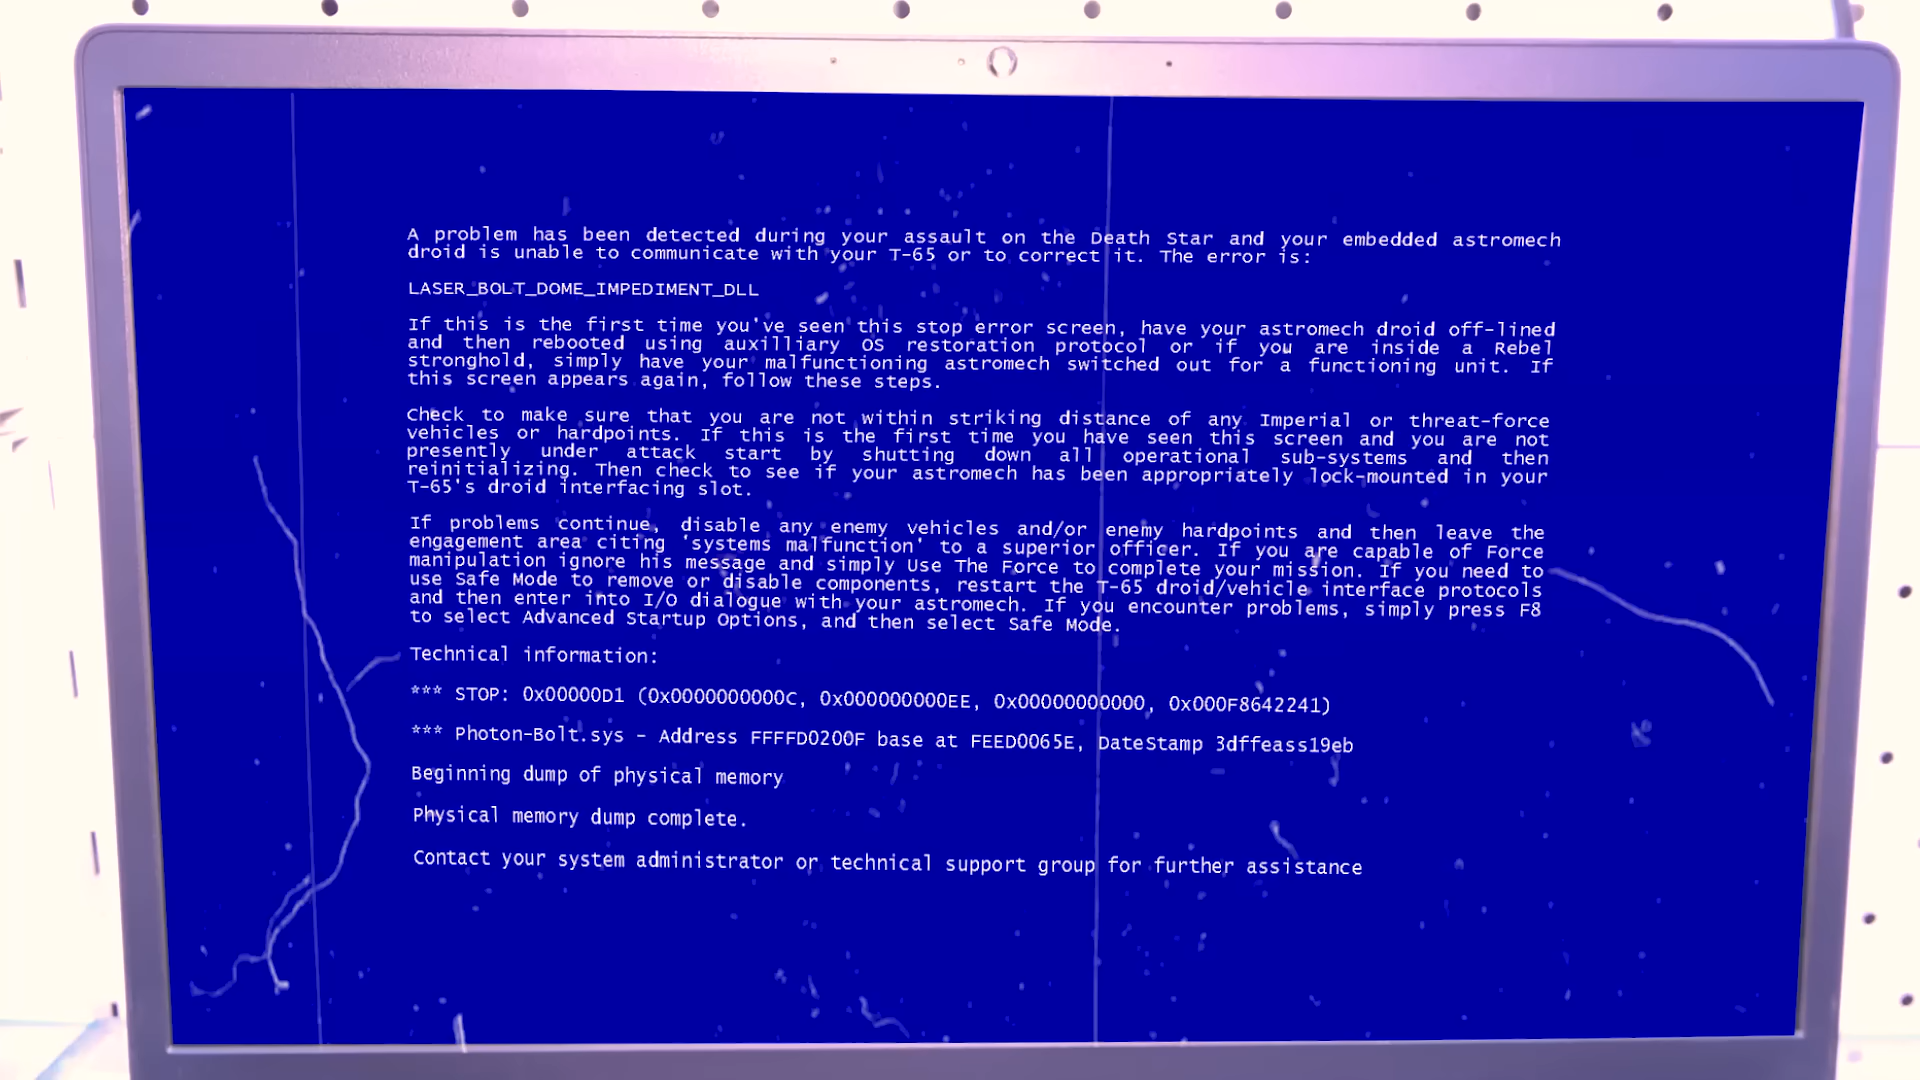 A problem has been detected during your assault on the Death Star and your embedded astromech
droid is unable to communicate with your T-65 or to correct it. The error is:
LASER_BOLT_DOME_IMPEDIMENT_DLL
If this is the first time you've seen this stop error screen, have your astromech droid off-lined
and then rebooted using auxilliary OS restoration protocol or if you are inside a Rebel
stronghold, simply have your malfunctioning astromech switched out for a functioning unit. If
this screen appears again, follow these steps.
Check to make sure that you are not within striking distance of any Imperial or threat-force
vehicles or hardpoints. If this is the first time you have seen this screen and you are not
presently under attack start by shutting down all operational sub-systems and then
reinitializing. Then check to see if your astromech has been appropriately lock-mounted in your
T-65's droid interfacing slot.
If problems continue, disable any enemy vehicles and/or enemy hardpoints and then leave the
engagement area citing 'systems malfunction' to a superior officer. If you are capable of Force
manipulation ignore his message and simply Use The Force to complete your mission. If you need to
use Safe Mode to remove or disable components, restart the T-65 droid/vehicle interface protocols
and then enter into I/O dialogue with your astromech. If you encounter problems, simply press F8
to select Advanced Startup Options, and then select Safe Mode.
Technical information:
*** STOP: 0x00000D1 (0x0000000000C, 0x000000000EE, 0x00000000000, 0x000F8642241)
*** Photon-Bolt.sys - Address FFFFD0200F base at FEED0065E, DateStamp 3dffeass19eb
Beginning dump of physical memory
Physical memory dump complete.
Contact your system administrator or technical support group for further assistance